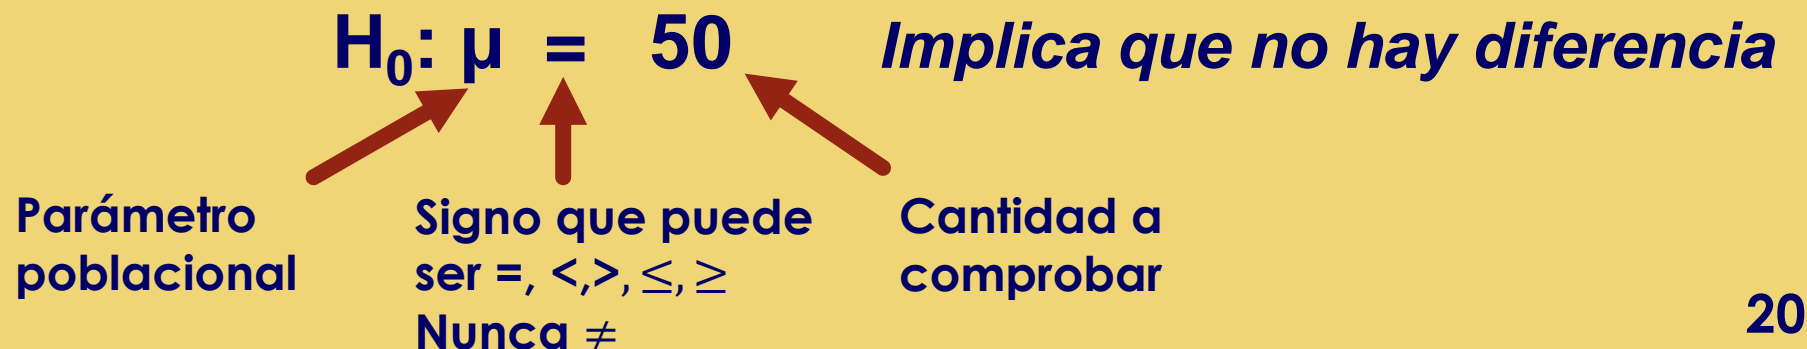 H₀: μ = 50 Implica que no hay diferencia
Parámetro
poblacional
Signo que puede
ser =, <,>, ≤, ≥
Nunca ≠
Cantidad a
comprobar
20